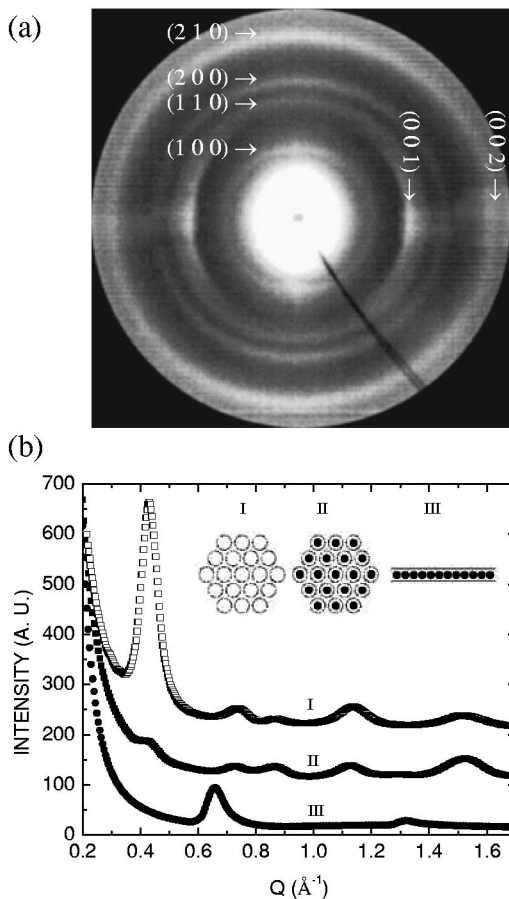 (a)
(2 1 0) →
(2 0 0) →
(1 1 0) →
(1 0 0) →
(0 0 1) →
(0 0 2) →
(b)
700
600
500
400
300
200
100
0
INTENSITY (A. U.)
I II III
I
II
III
0.2 0.4 0.6 0.8 1.0 1.2 1.4 1.6
Q (Å⁻¹)